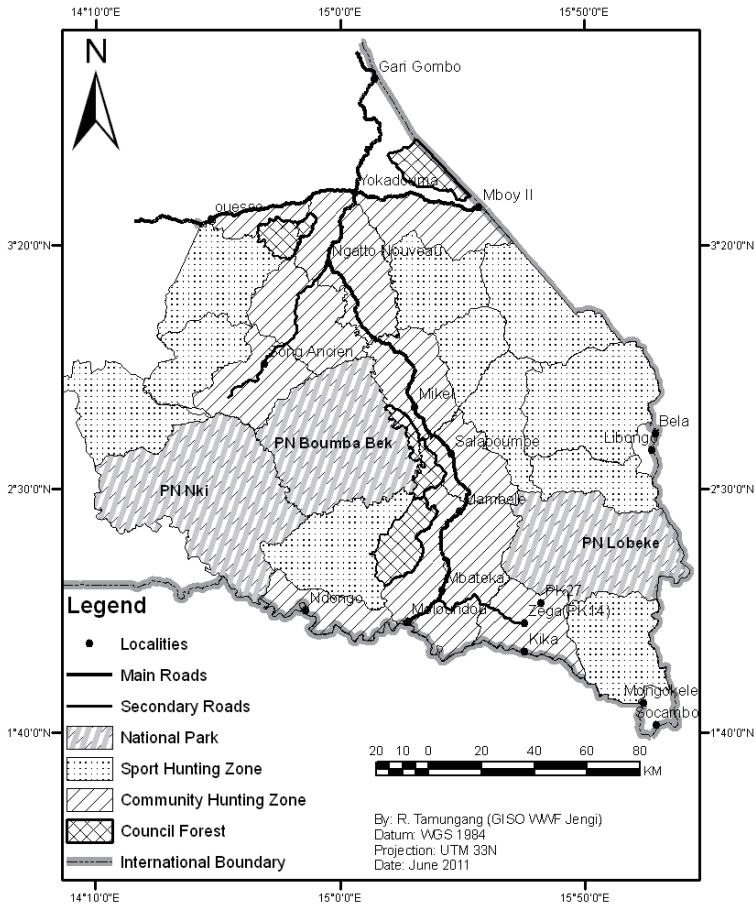 14°10'0"E 15°0'0"E 15°50'0"E
N
Gari Gombo
Yokadouma
Mboy II
ouesso
3°20'0"N 3°20'0"N
Ngatto Nouveau
Song Ancien
Mikel
Bela
PN Boumba Bek
Salapoumbe
Libongo
2°30'0"N 2°30'0"N
PN Nki
Mambele
PN Lobeke
Mbateka
PK27
Legend
Ndongo
Moloundou
Zega(PK14)
Localities
Kika
Main Roads
Mongokele
Secondary Roads
Socambo
1°40'0"N 1°40'0"N
National Park
20 10 0 20 40 60 80
KM
Sport Hunting Zone
Community Hunting Zone
Council Forest
International Boundary
By: R. Tamungang (GISO WWF Jengi)
Datum: WGS 1984
Projection: UTM 33N
Date: June 2011
14°10'0"E 15°0'0"E 15°50'0"E